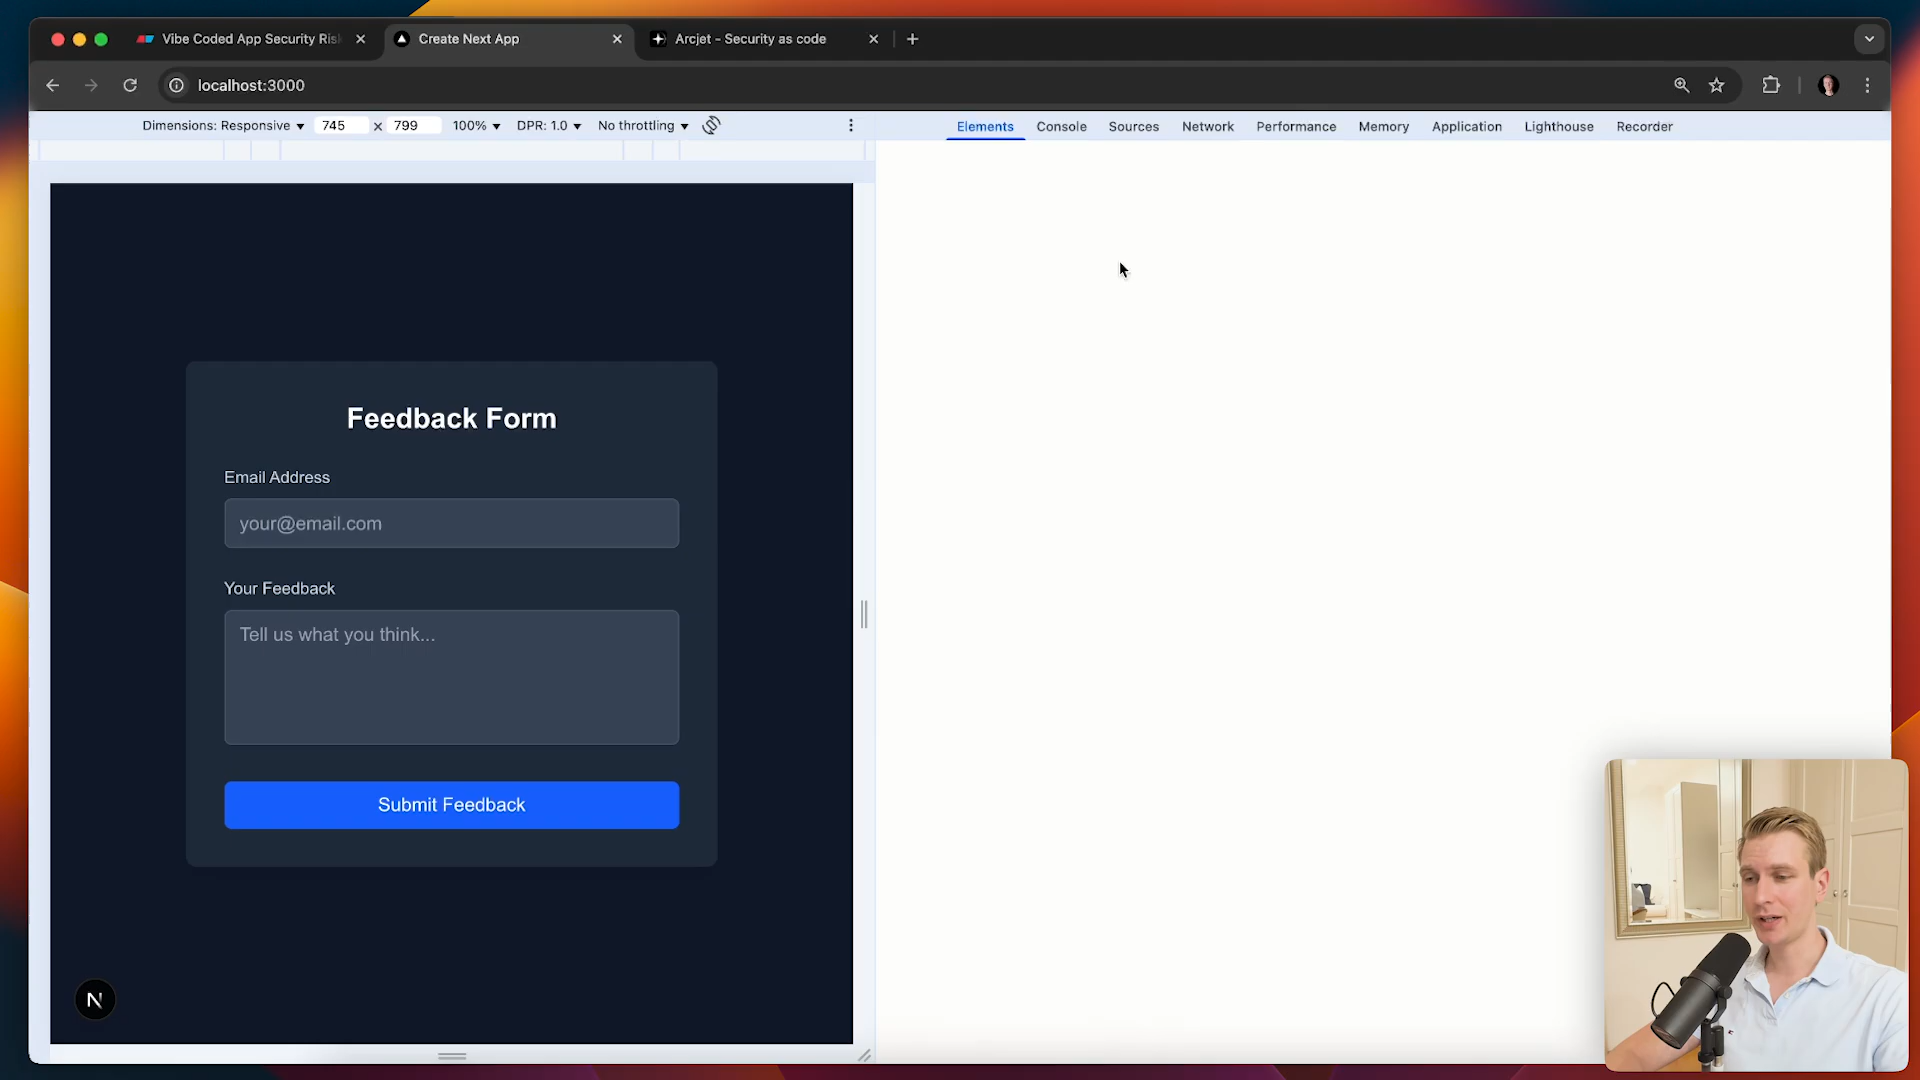 Vibe Coded App Security Ris
Create Next App
Arcjet - Security as code
localhost:3000
Dimensions: Responsive
745
x
799
100%
DPR: 1.0
No throttling
Elements
Console
Sources
Network
Performance
Memory
Application
Lighthouse
Recorder
Feedback Form
Email Address
your@email.com
Your Feedback
Tell us what you think...
Submit Feedback
N